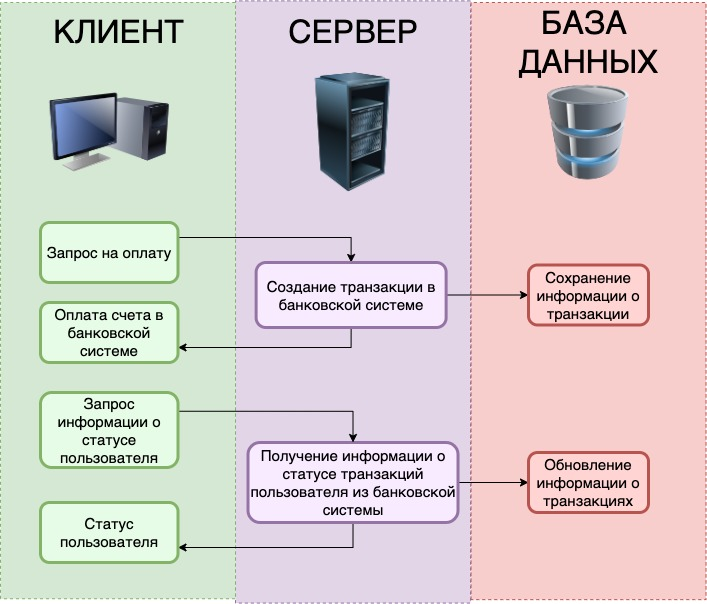 КЛИЕНТ
СЕРВЕР
БАЗА
ДАННЫХ
Запрос на оплату
Создание транзакции в
банковской системе
Сохранение
информации о
транзакции
Оплата счета в
банковской
системе
Запрос
информации о
статусе
пользователя
Получение информации о
статусе транзакций
пользователя из банковской
системы
Обновление
информации о
транзакциях
Статус
пользователя